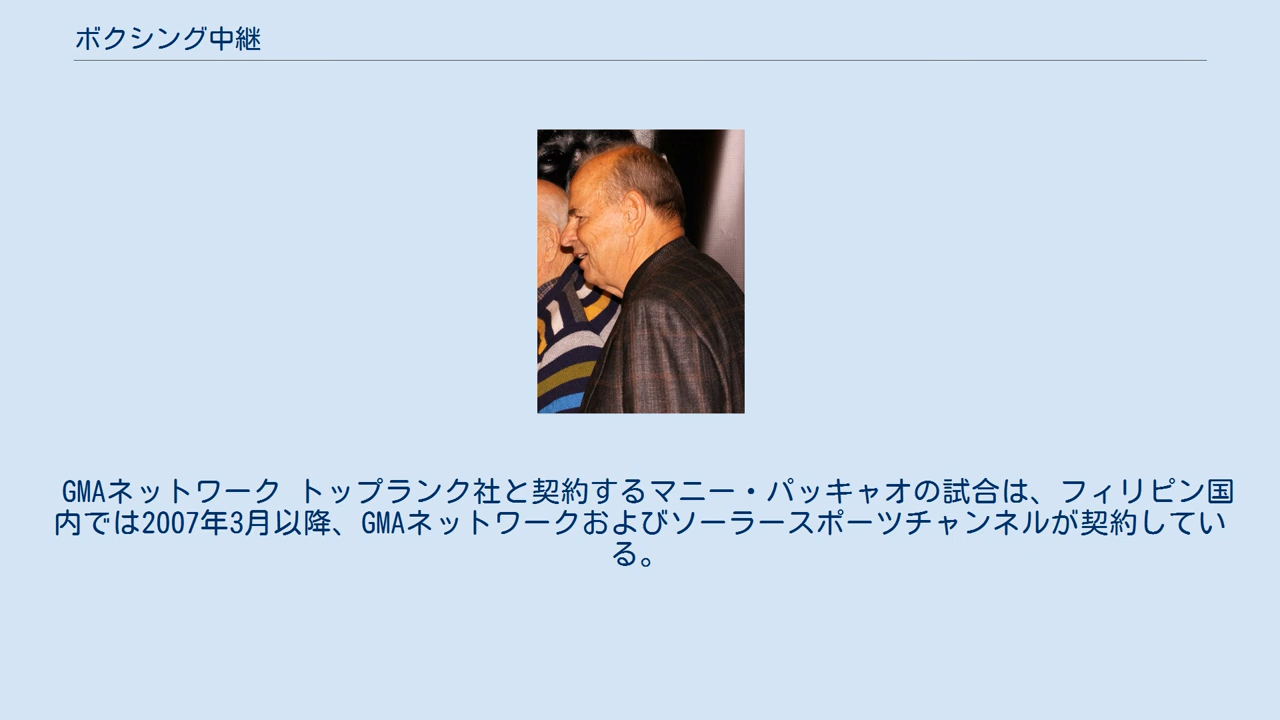 ボクシング中継
GMAネットワーク トップランク社と契約するマニー・パッキャオの試合は、フィリピン国
内では2007年3月以降、GMAネットワークおよびソーラースポーツチャンネルが契約してい
る。